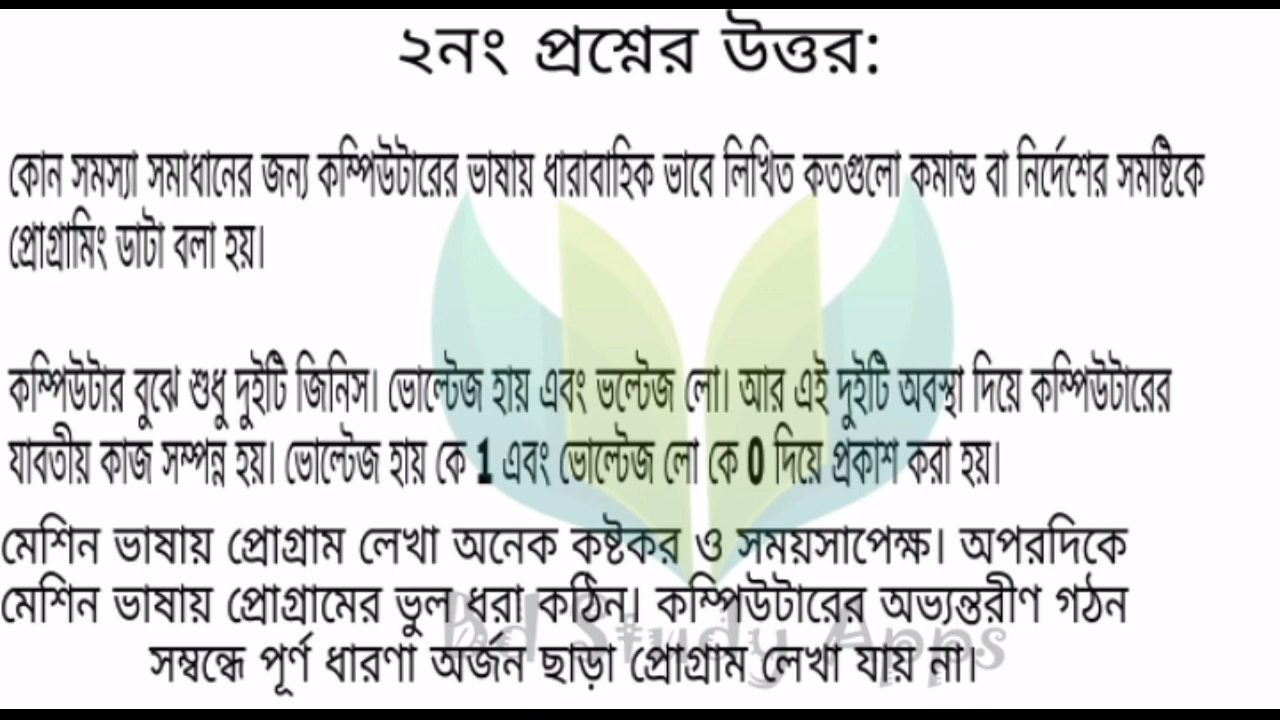 ২নং প্রশ্নের উত্তর:
কোন সমস্যা সমাধানের জন্য কম্পিউটারের ভাষায় ধারাবাহিক ভাবে লিখিত কতগুলো কমান্ড বা নির্দেশের সমষ্টিকে
প্রোগ্রামিং ডাটা বলা হয়।
কম্পিউটার বুঝে শুধু দুইটি জিনিস। ভোল্টেজ হায় এবং ভল্টেজ লো। আর এই দুইটি অবস্থা দিয়ে কম্পিউটারের
যাবতীয় কাজ সম্পন্ন হয়। ভোল্টেজ হায় কে 1 এবং ভোল্টেজ লো কে 0 দিয়ে প্রকাশ করা হয়।
মেশিন ভাষায় প্রোগ্রাম লেখা অনেক কষ্টকর ও সময়সাপেক্ষ। অপরদিকে
মেশিন ভাষায় প্রোগ্রামের ভুল ধরা কঠিন। কম্পিউটারের অভ্যন্তরীণ গঠন
সম্বন্ধে পূর্ণ ধারণা অর্জন ছাড়া প্রোগ্রাম লেখা যায় না।
Bd Study Apps